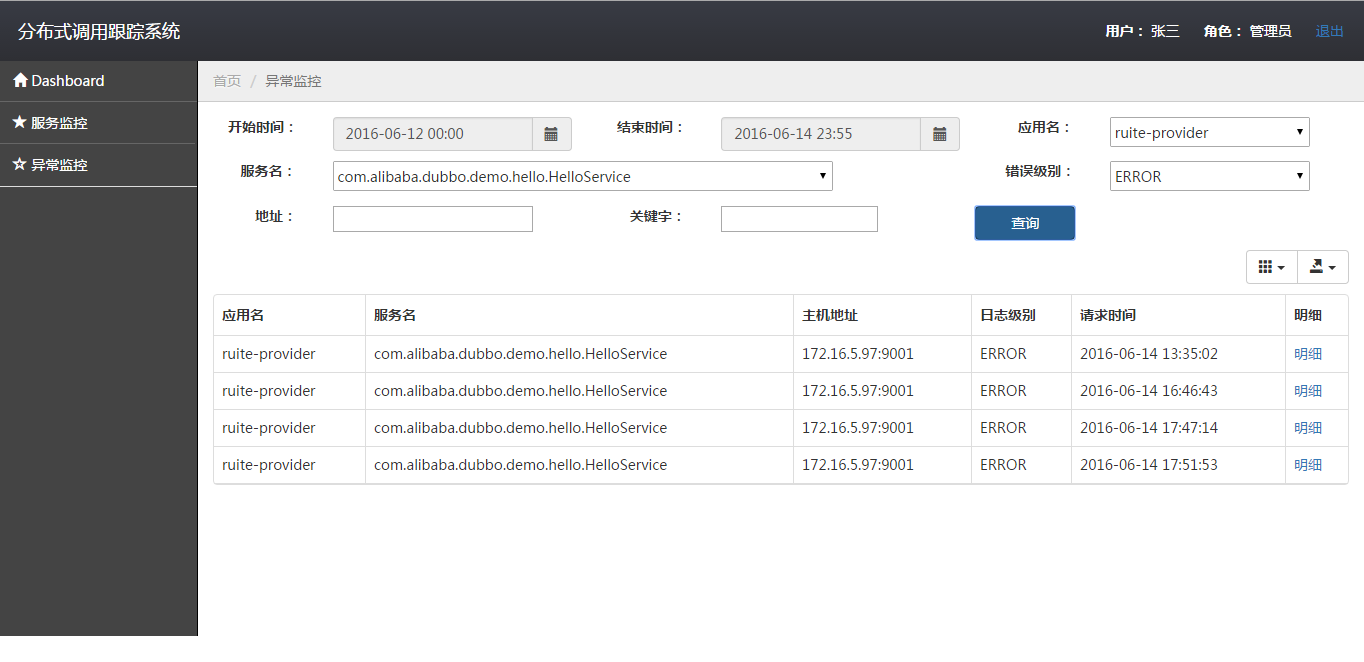 分布式调用跟踪系统
用户： 张三 角色： 管理员 退出
Dashboard
服务监控
异常监控
首页 / 异常监控
开始时间： 2016-06-12 00:00 结束时间： 2016-06-14 23:55 应用名： ruite-provider
服务名： com.alibaba.dubbo.demo.hello.HelloService 错误级别： ERROR
地址： 关键字： 查询
应用名 服务名 主机地址 日志级别 请求时间 明细
ruite-provider com.alibaba.dubbo.demo.hello.HelloService 172.16.5.97:9001 ERROR 2016-06-14 13:35:02 明细
ruite-provider com.alibaba.dubbo.demo.hello.HelloService 172.16.5.97:9001 ERROR 2016-06-14 16:46:43 明细
ruite-provider com.alibaba.dubbo.demo.hello.HelloService 172.16.5.97:9001 ERROR 2016-06-14 17:47:14 明细
ruite-provider com.alibaba.dubbo.demo.hello.HelloService 172.16.5.97:9001 ERROR 2016-06-14 17:51:53 明细